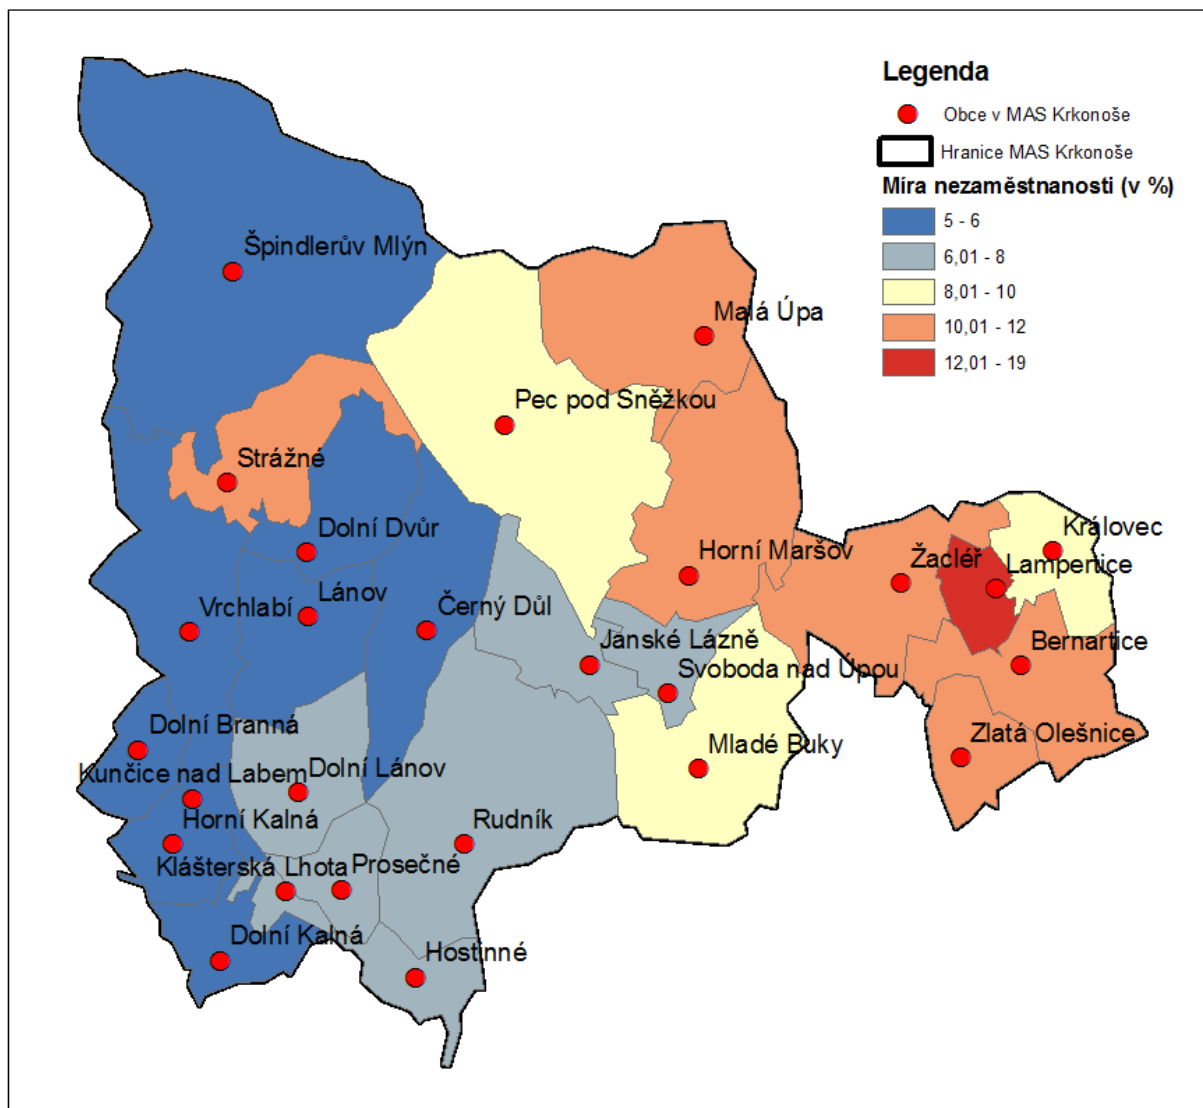 Legenda
Obce v MAS Krkonoše
Hranice MAS Krkonoše
Míra nezaměstnanosti (v %)
5 - 6
6,01 - 8
8,01 - 10
10,01 - 12
12,01 - 19
Špindlerův Mlýn
Malá Úpa
Pec pod Sněžkou
Strážné
Dolní Dvůr
Královec
Horní Maršov
Žacléř
Lampertice
Lánov
Vrchlabí
Černý Důl
Janské Lázně
Bernartice
Svoboda nad Úpou
Dolní Branná
Mladé Buky
Zlatá Olešnice
Kunčice nad Labem
Dolní Lánov
Horní Kalná
Rudník
Klášterská Lhota
Prosečné
Dolní Kalná
Hostinné